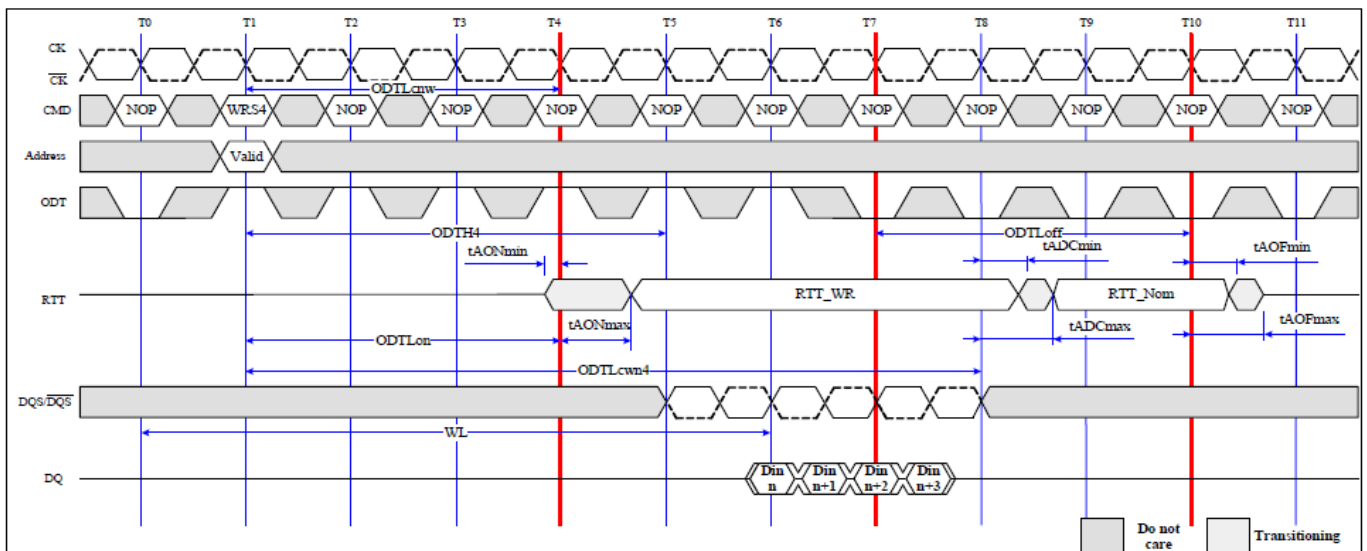 T0 T1 T2 T3 T4 T5 T6 T7 T8 T9 T10 T11
CK
CK
ODTLcnw
CMD NOP WRS4 NOP NOP NOP NOP NOP NOP NOP NOP NOP NOP
Address Valid
ODT
ODTH4 ODTLoff
tAONmin tADCmin tAOFmin
RTT RTT_WR RTT_Nom
tAONmax tADCmax tAOFmax
ODTLon
ODTLcwn4
DQS/DQS
WL
DQ Din n Din n+1 Din n+2 Din n+3
Do not care Transitioning